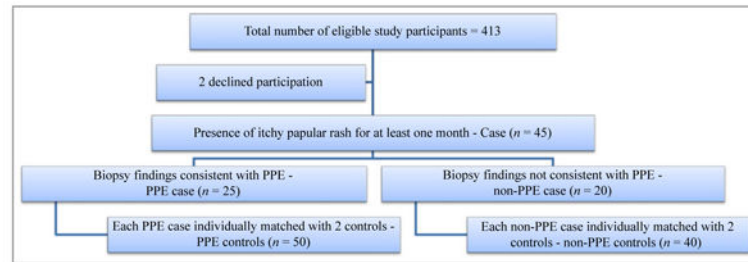 Total number of eligible study participants = 413
2 declined participation
Presence of itchy papular rash for at least one month - Case (n = 45)
Biopsy findings consistent with PPE -
PPE case (n = 25)
Biopsy findings not consistent with PPE -
non-PPE case (n = 20)
Each PPE case individually matched with 2 controls -
PPE controls (n = 50)
Each non-PPE case individually matched with 2
controls - non-PPE controls (n = 40)